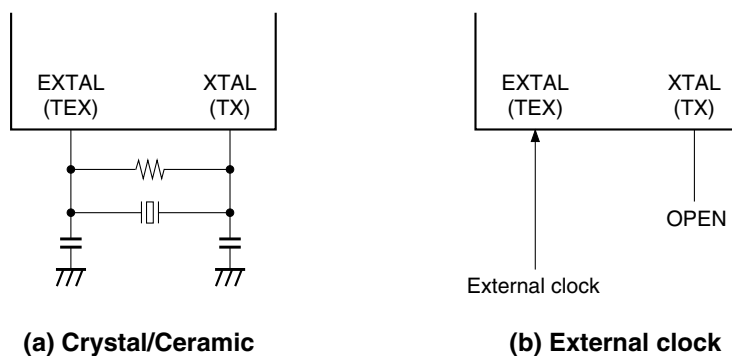 EXTAL
(TEX)
XTAL
(TX)
EXTAL
(TEX)
XTAL
(TX)
OPEN
External clock
(a) Crystal/Ceramic
(b) External clock